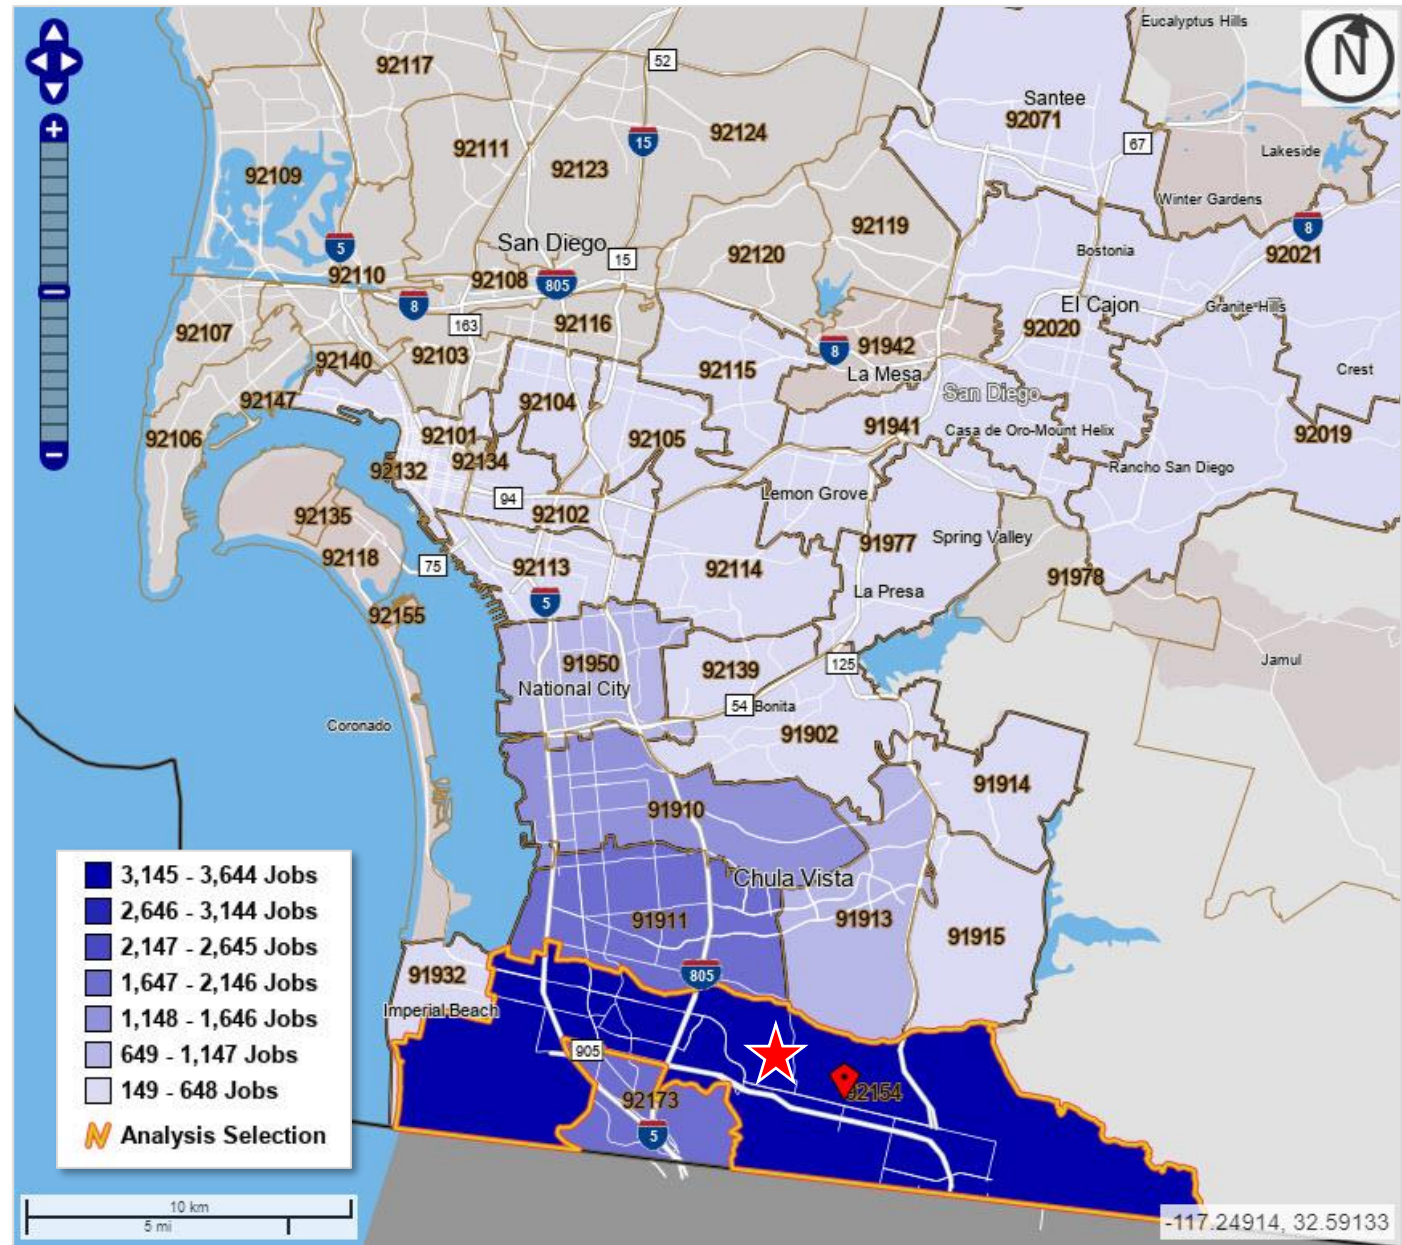 Eucalyptus Hills
N
92117
52
Santee
92071
15
92124
92111
92123
67
Lakeside
92109
Winter Gardens
92119
8
5
San Diego
15
92120
Bostonia
92021
92110
92108
805
8
163
92116
El Cajon
Granite Hills
92107
92103
8
91942
92020
92140
92115
La Mesa
Crest
92147
92104
San Diego
92106
92101
92105
91941
Casa de Oro-Mount Helix
92019
92132
92134
Rancho San Diego
94
Lemon Grove
92135
92102
91977
Spring Valley
92118
75
92113
92114
91978
La Presa
5
92155
91950
92139
125
Jamul
National City
54
Bonita
Coronado
91902
91914
91910
Chula Vista
91911
91913
91915
91932
805
Imperial Beach
905
92154
92173
5
3,145 - 3,644 Jobs
2,646 - 3,144 Jobs
2,147 - 2,645 Jobs
1,647 - 2,146 Jobs
1,148 - 1,646 Jobs
649 - 1,147 Jobs
149 - 648 Jobs
Analysis Selection
10 km
5 mi
-117.24914, 32.59133